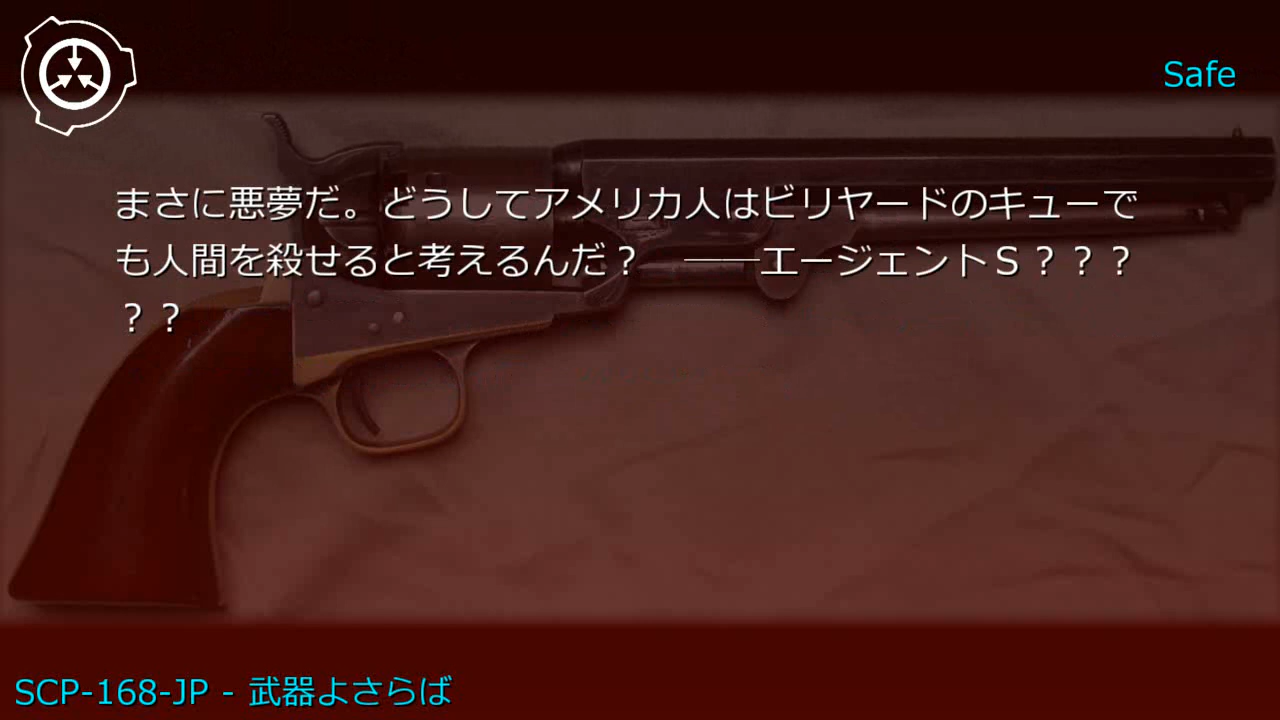 Safe
まさに悪夢だ。どうしてアメリカ人はビリヤードのキューで
も人間を殺せると考えるんだ？　――エージェントＳ？？？
？？
SCP-168-JP - 武器よさらば